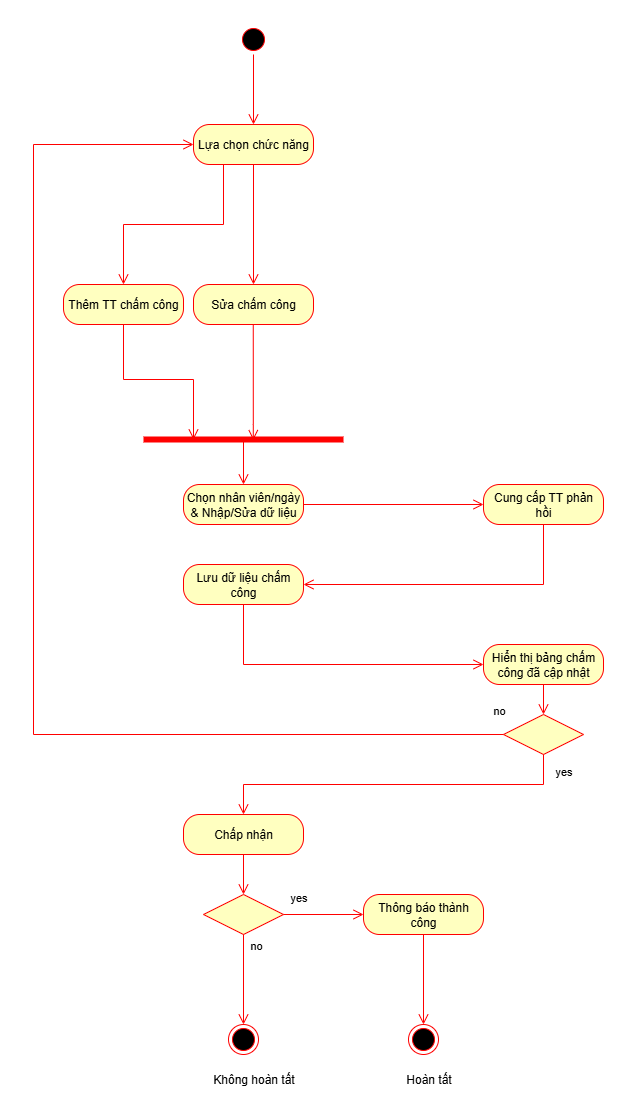 Lựa chọn chức năng
Thêm TT chấm công
Sửa chấm công
Chọn nhân viên/ngày
& Nhập/Sửa dữ liệu
Cung cấp TT phản
hồi
Lưu dữ liệu chấm
công
Hiển thị bảng chấm
công đã cập nhật
no
yes
Chấp nhận
yes
Thông báo thành
công
no
Không hoàn tất
Hoàn tất